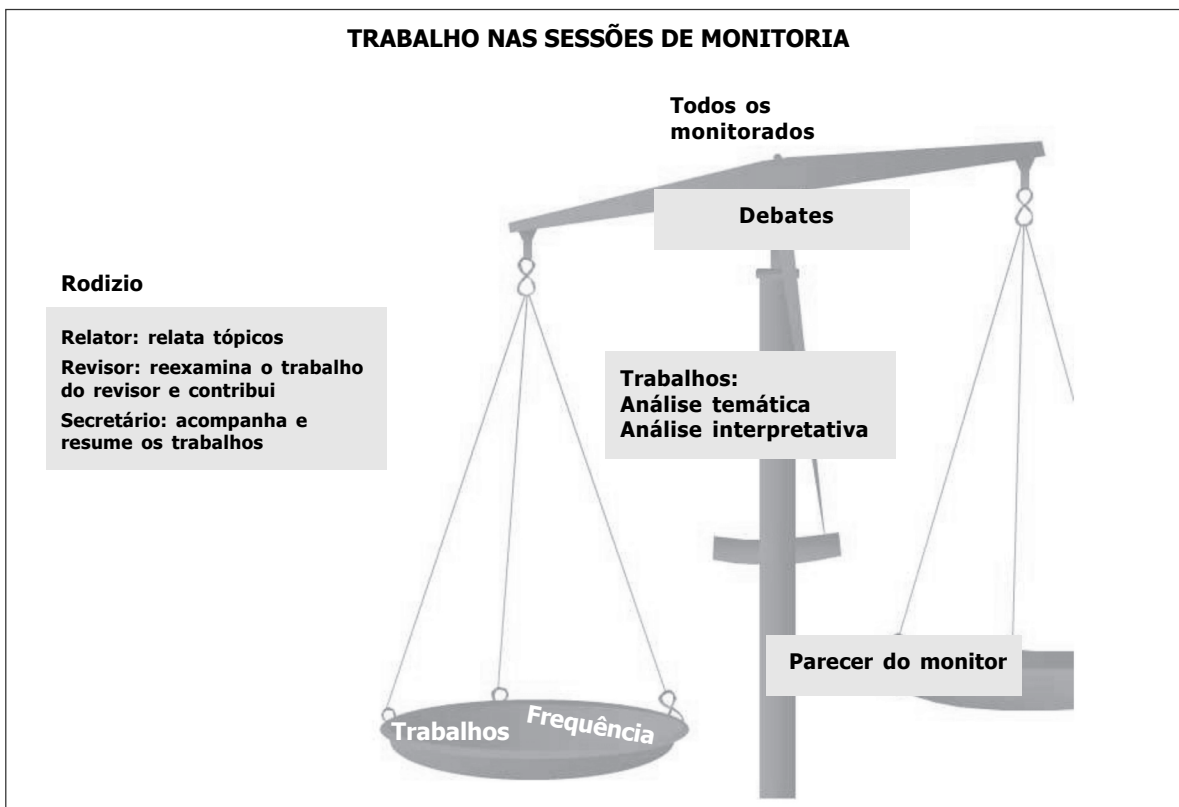 TRABALHO NAS SESSÕES DE MONITORIA
Todos os
monitorados
Debates
Rodizio
Relator: relata tópicos
Revisor: reexamina o trabalho
do revisor e contribui
Secretário: acompanha e
resume os trabalhos
Trabalhos:
Análise temática
Análise interpretativa
Parecer do monitor
Trabalhos Frequência